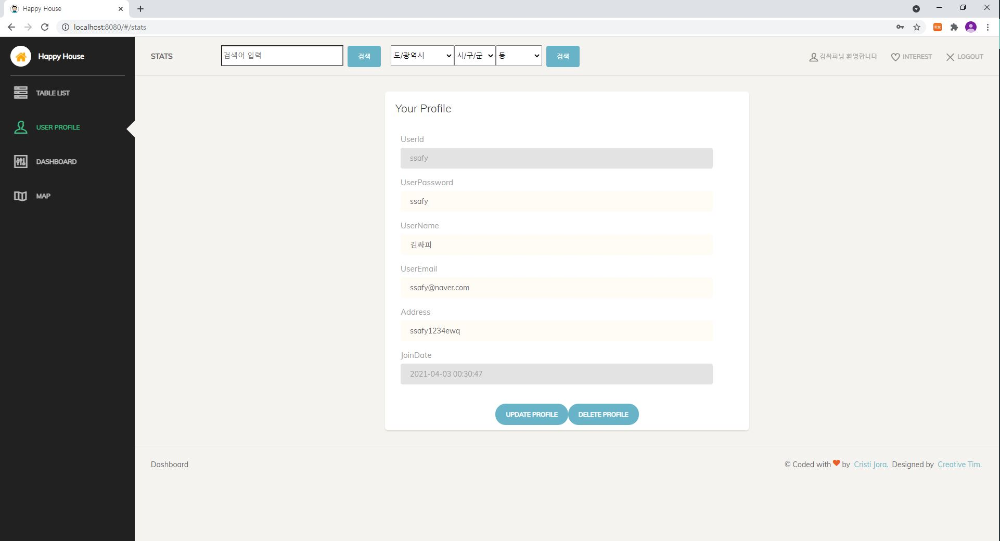 Happy House
localhost:8080/#/stats
Happy House
STATS
검색어 입력
검색
도/광역시
시/구/군
동
검색
김싸피님 환영합니다
INTEREST
LOGOUT
TABLE LIST
USER PROFILE
DASHBOARD
MAP
Your Profile
UserId
ssafy
UserPassword
ssafy
UserName
김싸피
UserEmail
ssafy@naver.com
Address
ssafy1234ewq
JoinDate
2021-04-03 00:30:47
UPDATE PROFILE
DELETE PROFILE
Dashboard
© Coded with ❤ by Cristi Jora. Designed by Creative Tim.